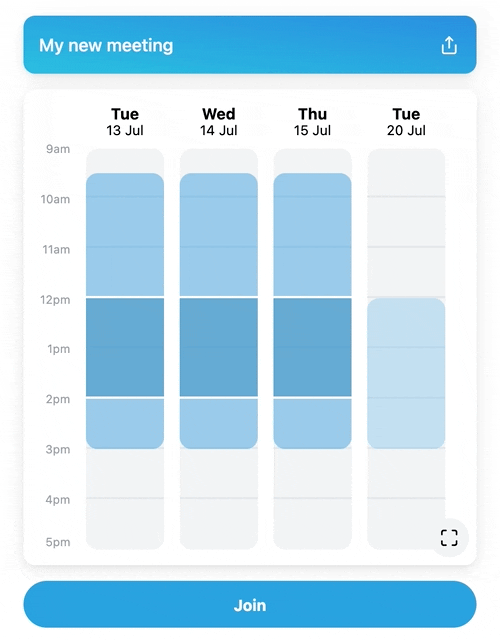 My new meeting
Tue Wed Thu Tue
13 Jul 14 Jul 15 Jul 20 Jul
9am
10am
11am
12pm
1pm
2pm
3pm
4pm
5pm
Join